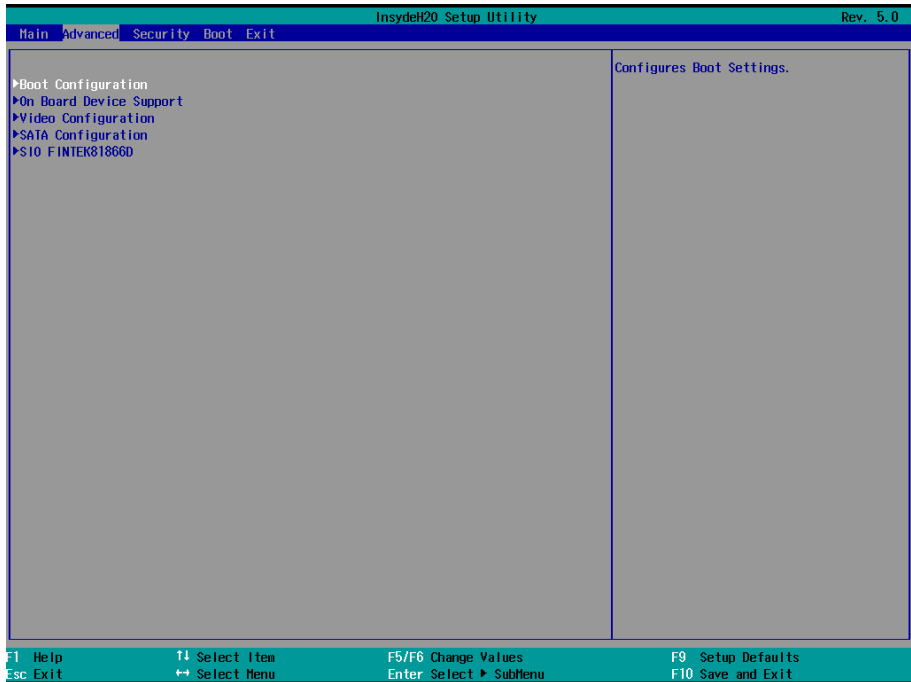 InsydeH20 Setup Utility Rev. 5.0
Main Advanced Security Boot Exit
▶Boot Configuration
▶On Board Device Support
▶Video Configuration
▶SATA Configuration
▶SIO FINTEK81866D
Configures Boot Settings.
F1 Help ↑↓ Select Item F5/F6 Change Values F9 Setup Defaults
Esc Exit ↔ Select Menu Enter Select ▶ SubMenu F10 Save and Exit